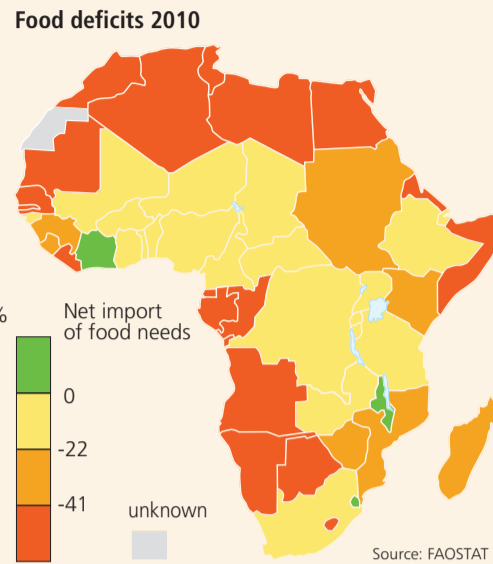 Food deficits 2010
%
Net import
of food needs
0
-22
-41
unknown
Source: FAOSTAT